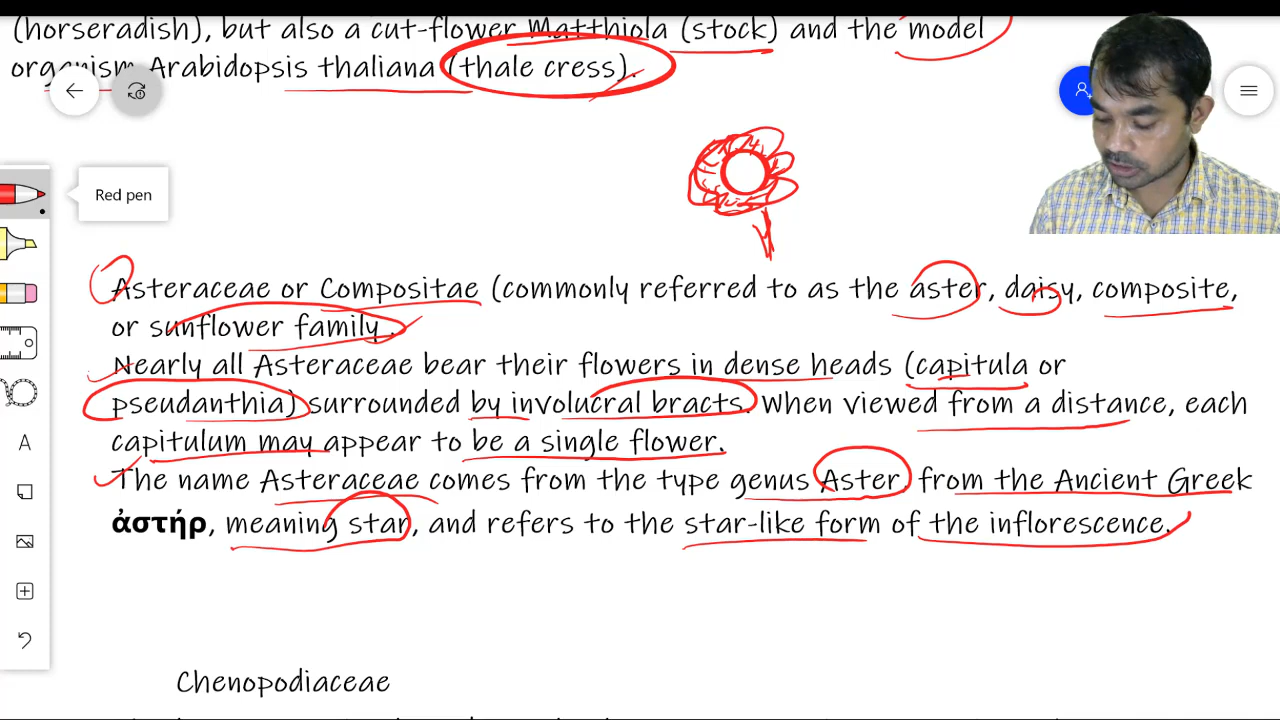 (horseradish), but also a cut-flower Matthiola (stock) and the model
organism Arabidopsis thaliana (thale cress).
Red pen
Asteraceae or Compositae (commonly referred to as the aster, daisy, composite,
or sunflower family.
Nearly all Asteraceae bear their flowers in dense heads (capitula or
pseudanthia) surrounded by involucral bracts. When viewed from a distance, each
capitulum may appear to be a single flower.
The name Asteraceae comes from the type genus Aster, from the Ancient Greek
ἀστήρ, meaning star, and refers to the star-like form of the inflorescence.
Chenopodiaceae